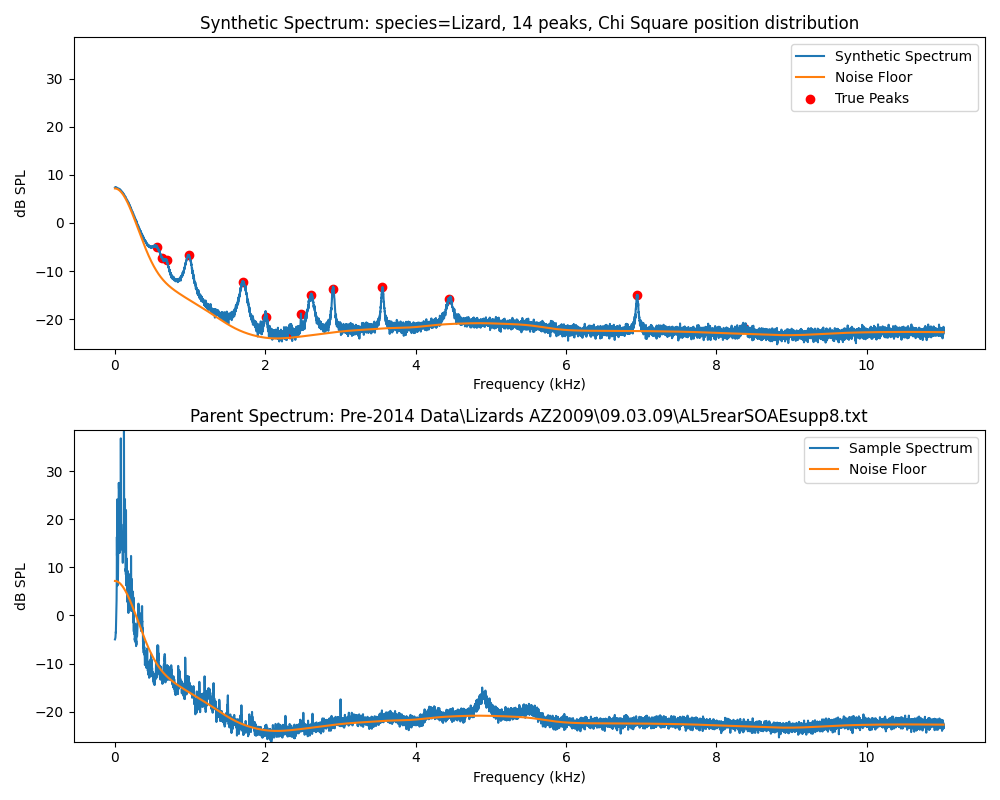 Synthetic Spectrum: species=Lizard, 14 peaks, Chi Square position distribution
30
20
10
0
−10
−20
dB SPL
Synthetic Spectrum
Noise Floor
True Peaks
0 2 4 6 8 10
Frequency (kHz)
Parent Spectrum: Pre-2014 Data\Lizards AZ2009\09.03.09\AL5rearSOAEsupp8.txt
30
20
10
0
−10
−20
dB SPL
Sample Spectrum
Noise Floor
0 2 4 6 8 10
Frequency (kHz)